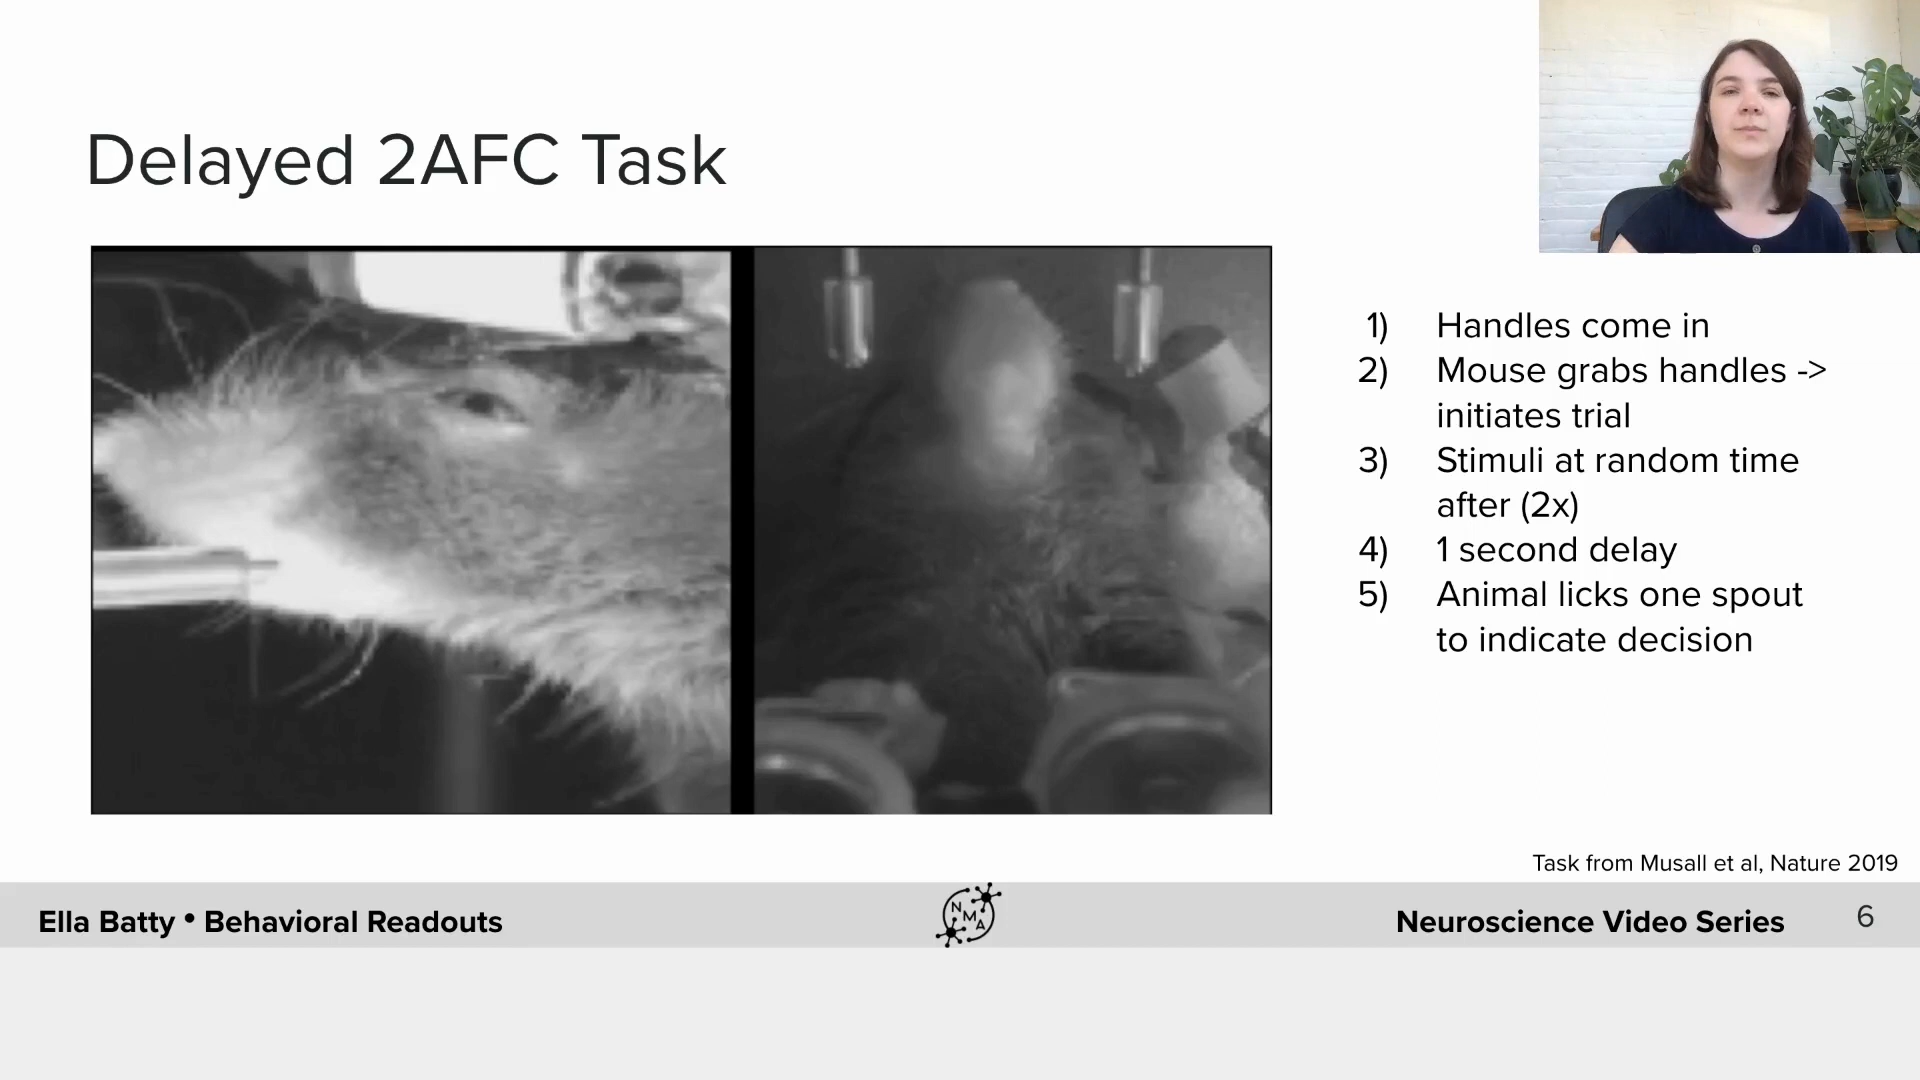 Delayed 2AFC Task
1) Handles come in
2) Mouse grabs handles ->
initiates trial
3) Stimuli at random time
after (2x)
4) 1 second delay
5) Animal licks one spout
to indicate decision
Task from Musall et al, Nature 2019
Ella Batty • Behavioral Readouts
N
M
A
Neuroscience Video Series
6